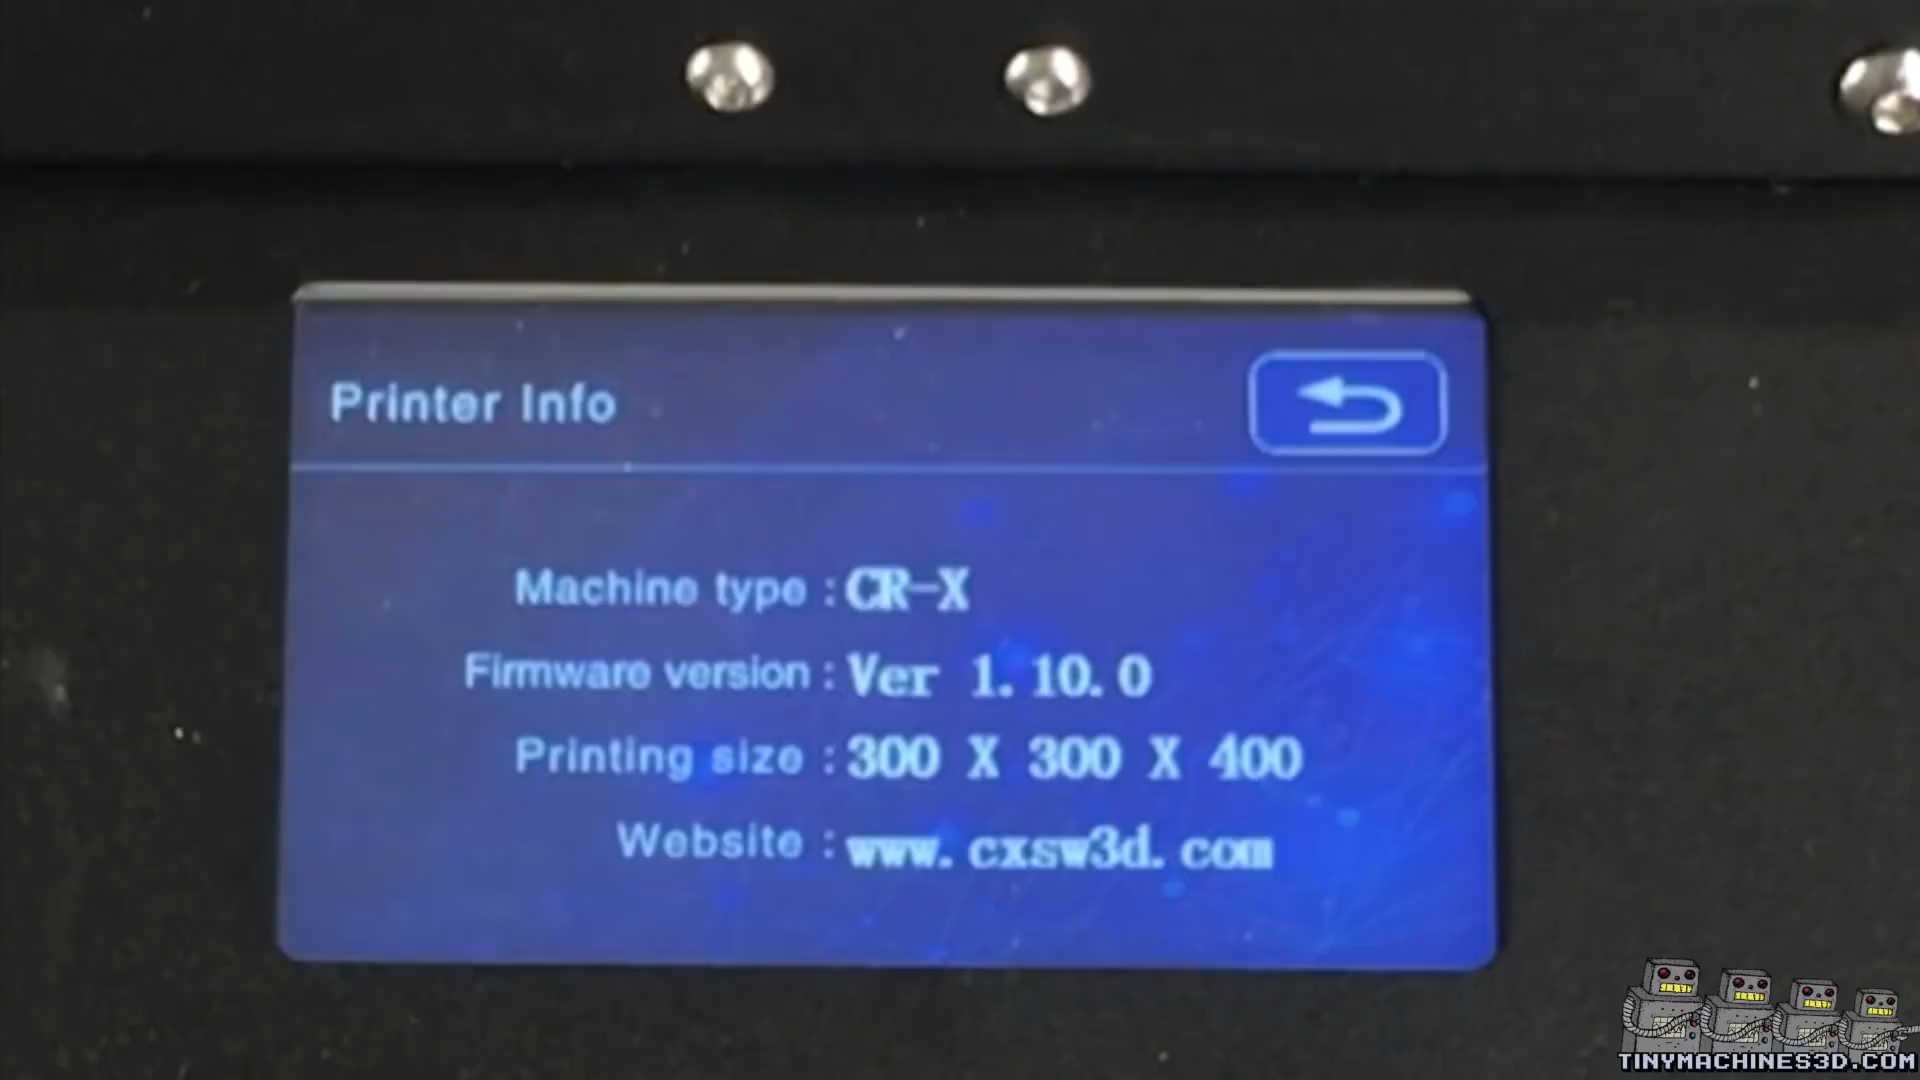 Printer Info
Machine type : CR-X
Firmware version : Ver 1.10.0
Printing size : 300 X 300 X 400
Website : www.cxsw3d.com
TINYMACHINES3D.COM